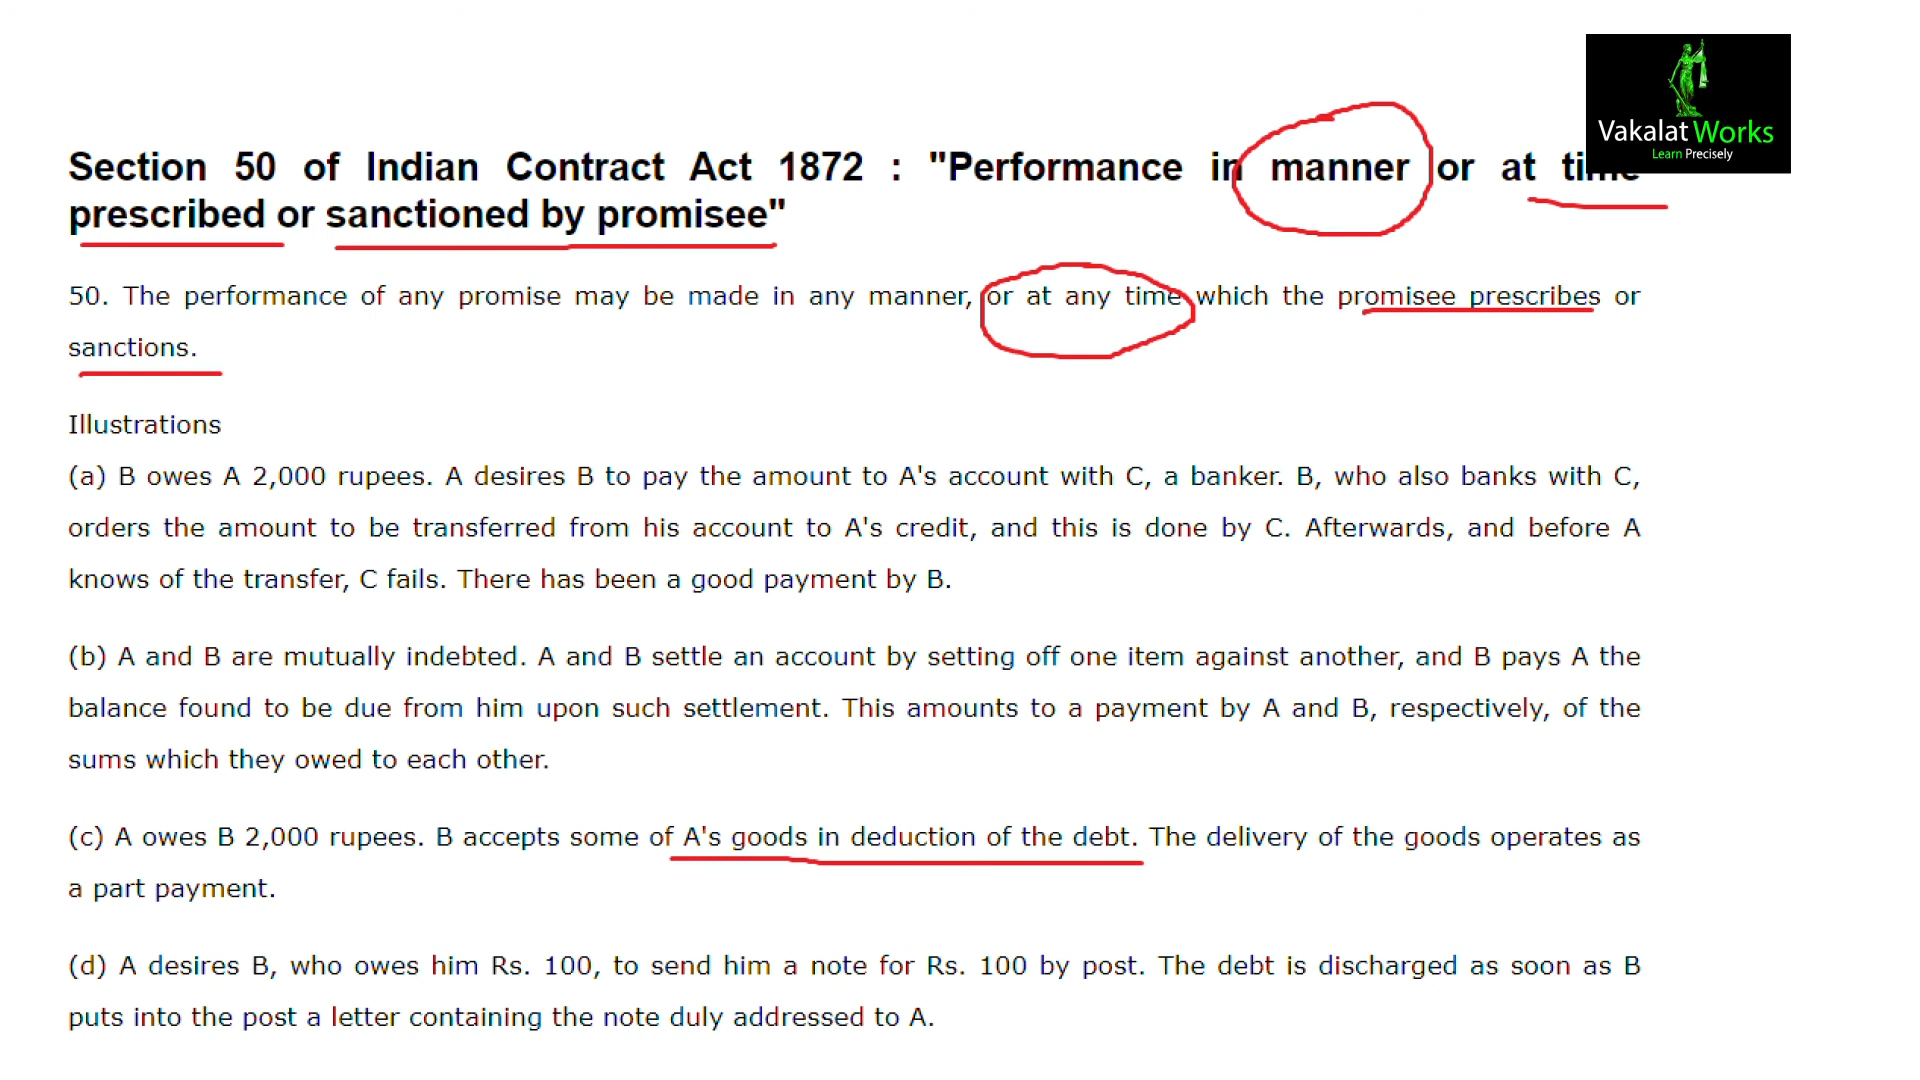 Vakalat Works
Learn Precisely
Section 50 of Indian Contract Act 1872 : "Performance in manner or at time
prescribed or sanctioned by promisee"
50. The performance of any promise may be made in any manner, or at any time which the promisee prescribes or
sanctions.
Illustrations
(a) B owes A 2,000 rupees. A desires B to pay the amount to A's account with C, a banker. B, who also banks with C,
orders the amount to be transferred from his account to A's credit, and this is done by C. Afterwards, and before A
knows of the transfer, C fails. There has been a good payment by B.
(b) A and B are mutually indebted. A and B settle an account by setting off one item against another, and B pays A the
balance found to be due from him upon such settlement. This amounts to a payment by A and B, respectively, of the
sums which they owed to each other.
(c) A owes B 2,000 rupees. B accepts some of A's goods in deduction of the debt. The delivery of the goods operates as
a part payment.
(d) A desires B, who owes him Rs. 100, to send him a note for Rs. 100 by post. The debt is discharged as soon as B
puts into the post a letter containing the note duly addressed to A.